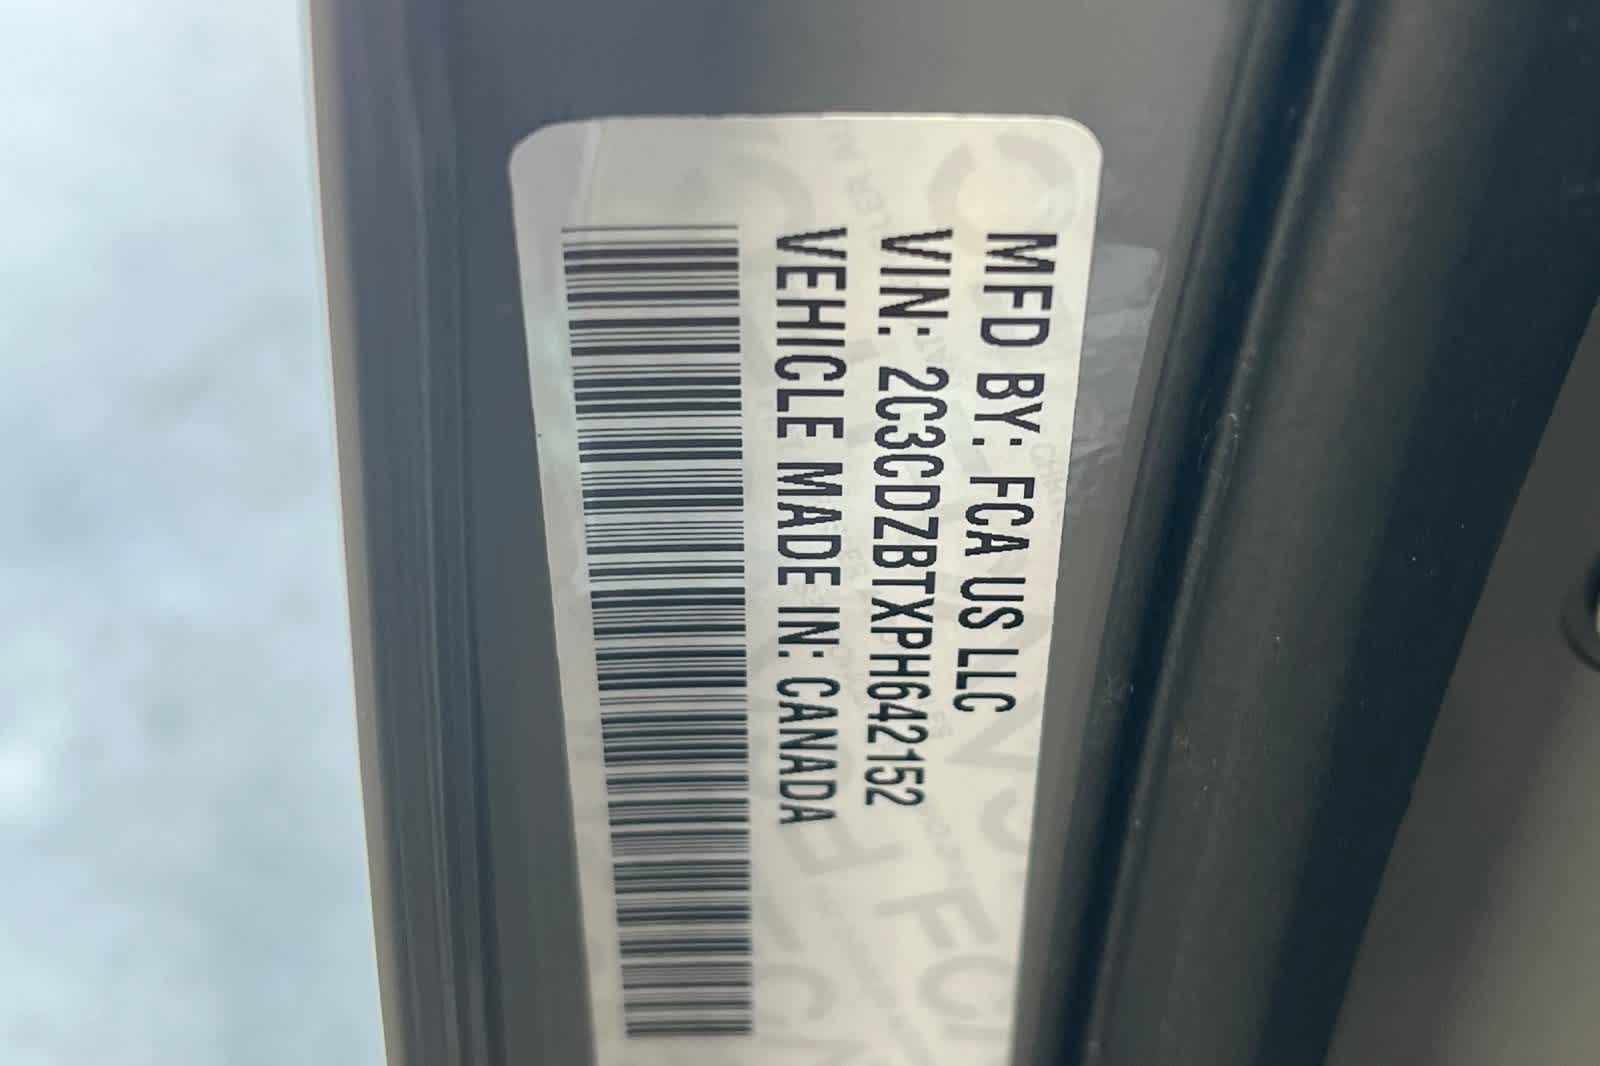 MFD BY: FCA US LLC
VIN: 2C3CDZBTXPH642152
VEHICLE MADE IN: CANADA